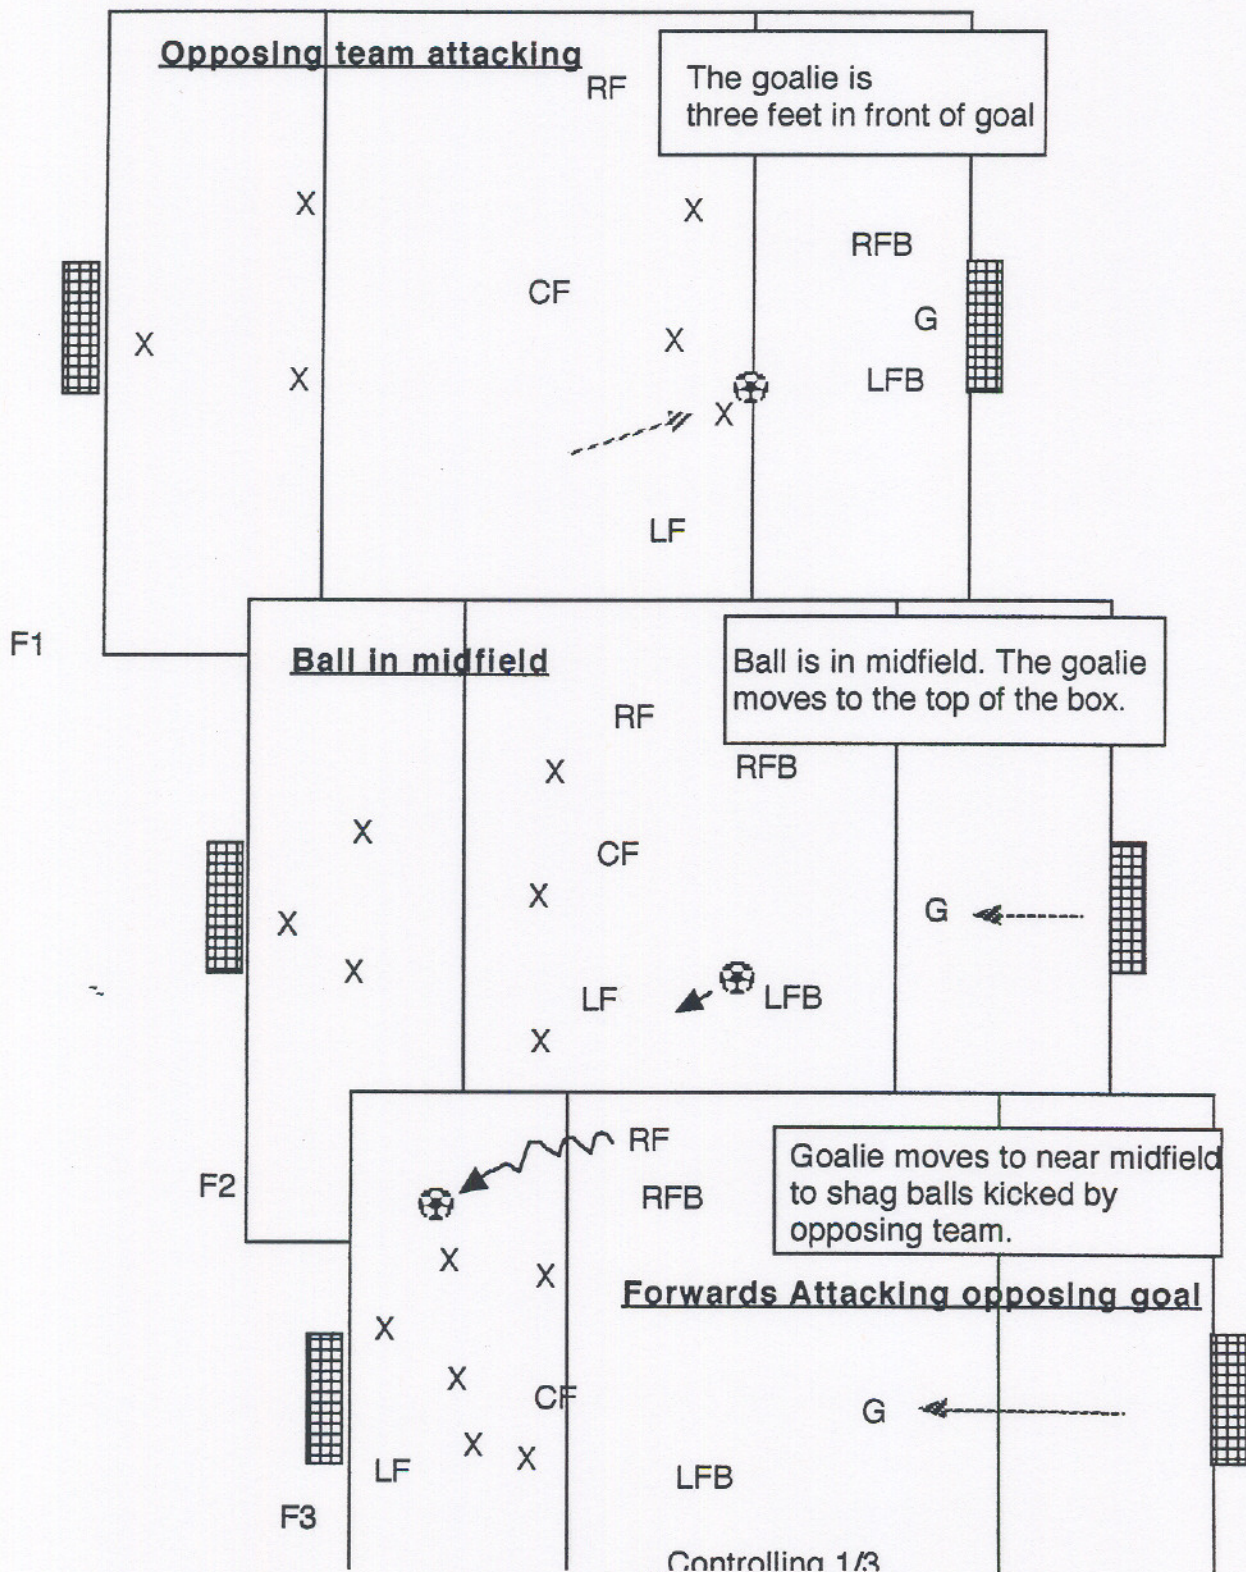 Opposing team attacking
RF
The goalie is
three feet in front of goal
X
X
RFB
CF
G
X
X
LFB
X
X
LF
F1
Ball in midfield
Ball is in midfield. The goalie
moves to the top of the box.
RF
RFB
X
X
CF
X
G
X
X
LF
LFB
X
F2
RF
Goalie moves to near midfield
to shag balls kicked by
opposing team.
RFB
X
X
Forwards Attacking opposing goal
X
X
CF
G
X
X
LF
LFB
F3
Controlling 1/3